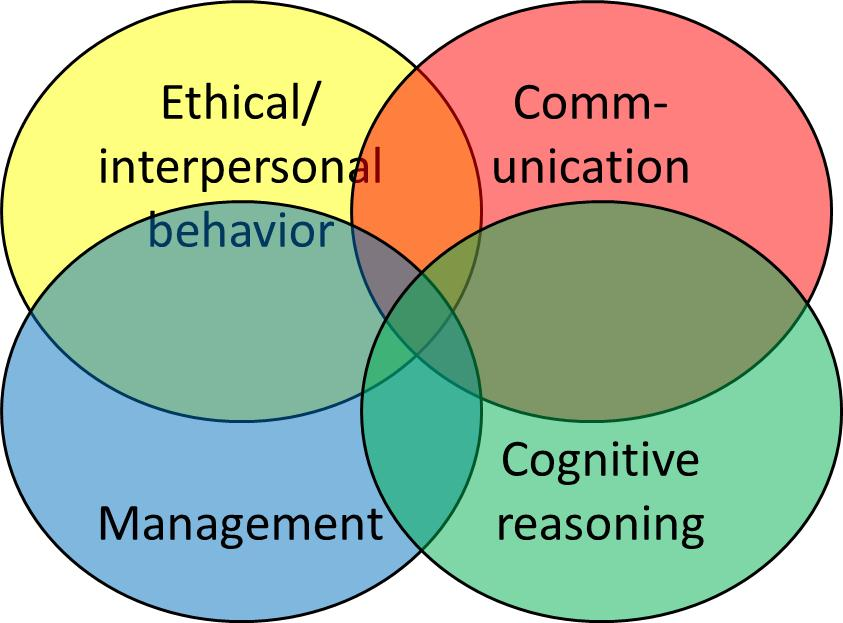 Ethical/
interpersonal
behavior
Comm-
unication
Management
Cognitive
reasoning